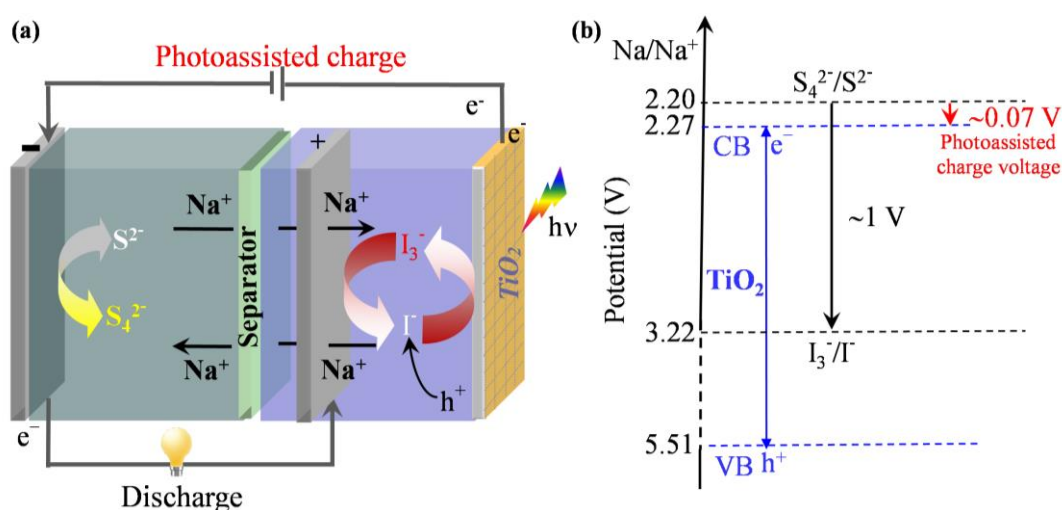 (a)
Photoassisted charge
e⁻
e⁻
-
+
Na⁺
Na⁺
hν
S²⁻
I₃⁻
TiO₂
Separator
S₄²⁻
I⁻
Na⁺
Na⁺
h⁺
e⁻
Discharge
(b)
Na/Na⁺
S₄²⁻/S²⁻
2.20
2.27
~0.07 V
CB
e⁻
Photoassisted
charge voltage
~1 V
Potential (V)
TiO₂
3.22
I₃⁻/I⁻
5.51
VB h⁺